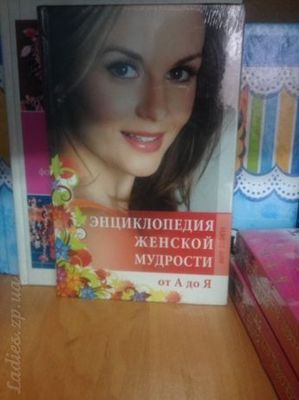 ЭНЦИКЛОПЕДИЯ
ЖЕНСКОЙ
МУДРОСТИ
от А до Я
Ladies.zp.ua